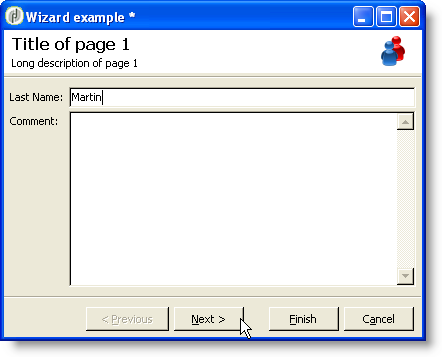 Wizard example *
Title of page 1
Long description of page 1
Last Name: Martin
Comment:
< Previous Next > Finish Cancel